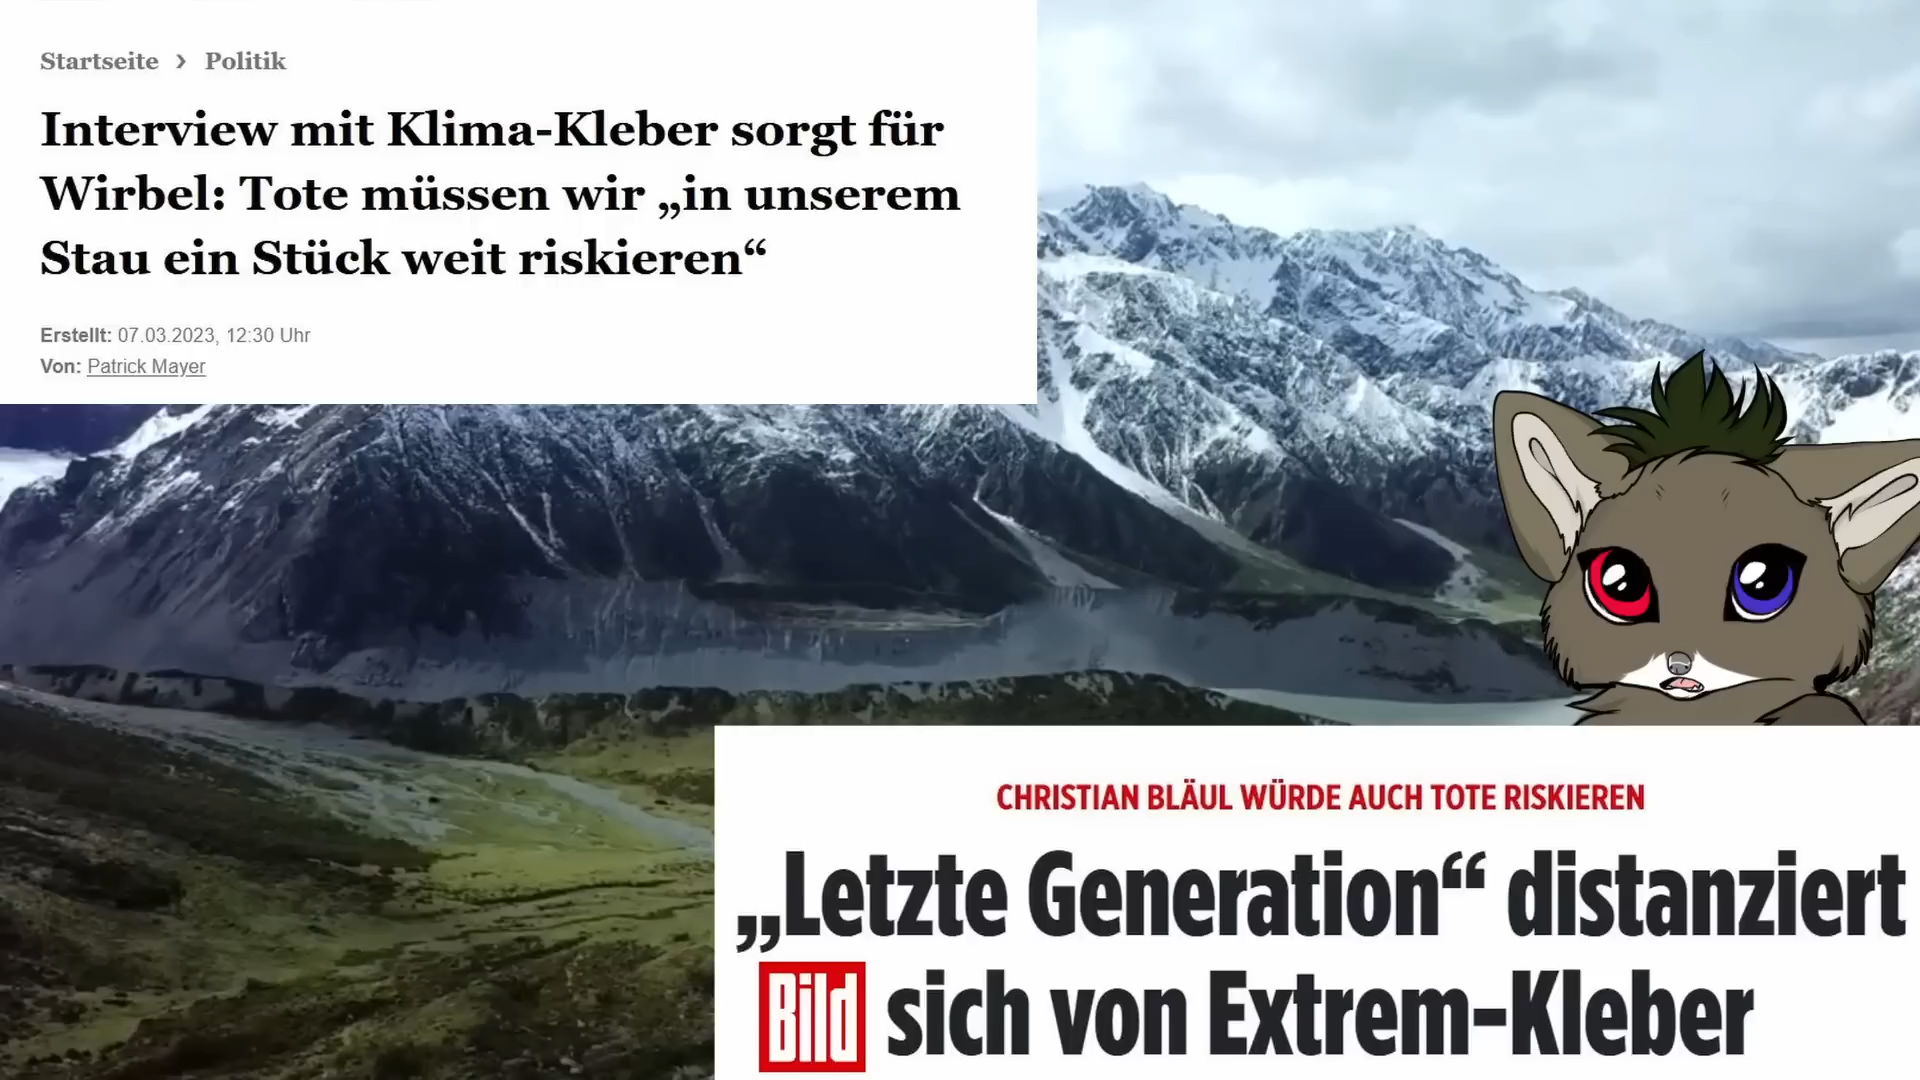 Startseite › Politik
Interview mit Klima-Kleber sorgt für
Wirbel: Tote müssen wir „in unserem
Stau ein Stück weit riskieren“
Erstellt: 07.03.2023, 12:30 Uhr
Von: Patrick Mayer
CHRISTIAN BLÄUL WÜRDE AUCH TOTE RISKIEREN
„Letzte Generation“ distanziert
Bild sich von Extrem-Kleber